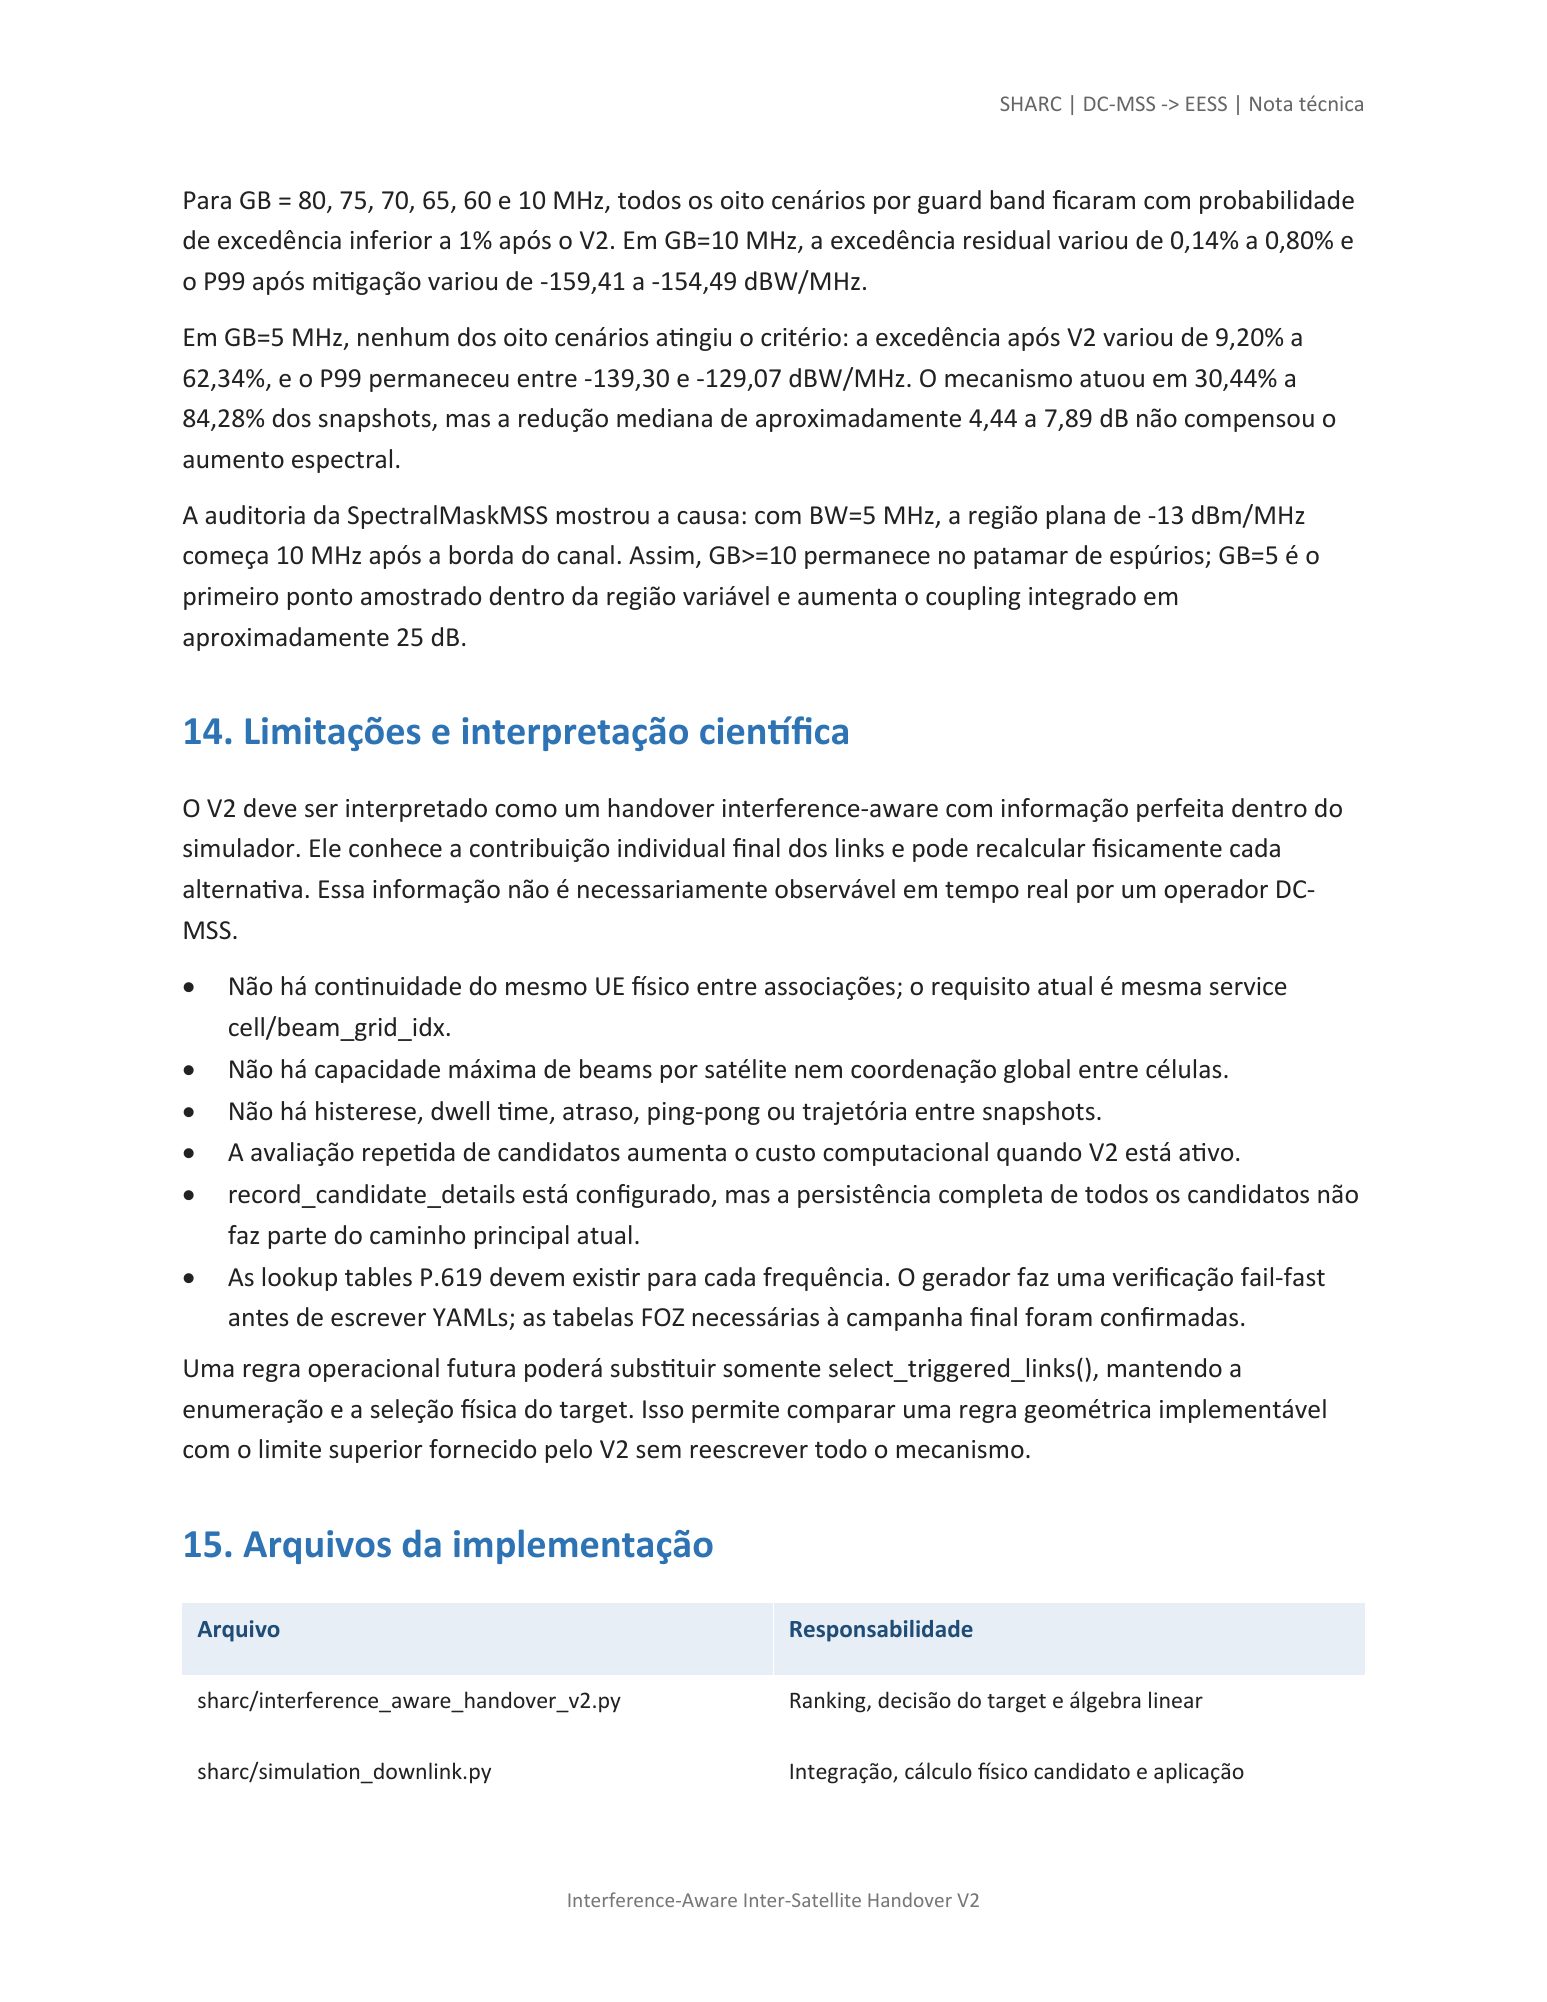 SHARC | DC-MSS -> EESS | Nota técnica
Para GB = 80, 75, 70, 65, 60 e 10 MHz, todos os oito cenários por guard band ficaram com probabilidade
de excedência inferior a 1% após o V2. Em GB=10 MHz, a excedência residual variou de 0,14% a 0,80% e
o P99 após mitigação variou de -159,41 a -154,49 dBW/MHz.
Em GB=5 MHz, nenhum dos oito cenários atingiu o critério: a excedência após V2 variou de 9,20% a
62,34%, e o P99 permaneceu entre -139,30 e -129,07 dBW/MHz. O mecanismo atuou em 30,44% a
84,28% dos snapshots, mas a redução mediana de aproximadamente 4,44 a 7,89 dB não compensou o
aumento espectral.
A auditoria da SpectralMaskMSS mostrou a causa: com BW=5 MHz, a região plana de -13 dBm/MHz
começa 10 MHz após a borda do canal. Assim, GB>=10 permanece no patamar de espúrios; GB=5 é o
primeiro ponto amostrado dentro da região variável e aumenta o coupling integrado em
aproximadamente 25 dB.
14. Limitações e interpretação científica
O V2 deve ser interpretado como um handover interference-aware com informação perfeita dentro do
simulador. Ele conhece a contribuição individual final dos links e pode recalcular fisicamente cada
alternativa. Essa informação não é necessariamente observável em tempo real por um operador DC-
MSS.
• Não há continuidade do mesmo UE físico entre associações; o requisito atual é mesma service
cell/beam_grid_idx.
• Não há capacidade máxima de beams por satélite nem coordenação global entre células.
• Não há histerese, dwell time, atraso, ping-pong ou trajetória entre snapshots.
• A avaliação repetida de candidatos aumenta o custo computacional quando V2 está ativo.
• record_candidate_details está configurado, mas a persistência completa de todos os candidatos não
faz parte do caminho principal atual.
• As lookup tables P.619 devem existir para cada frequência. O gerador faz uma verificação fail-fast
antes de escrever YAMLs; as tabelas FOZ necessárias à campanha final foram confirmadas.
Uma regra operacional futura poderá substituir somente select_triggered_links(), mantendo a
enumeração e a seleção física do target. Isso permite comparar uma regra geométrica implementável
com o limite superior fornecido pelo V2 sem reescrever todo o mecanismo.
15. Arquivos da implementação
Arquivo Responsabilidade
sharc/interference_aware_handover_v2.py Ranking, decisão do target e álgebra linear
sharc/simulation_downlink.py Integração, cálculo físico candidato e aplicação
Interference-Aware Inter-Satellite Handover V2